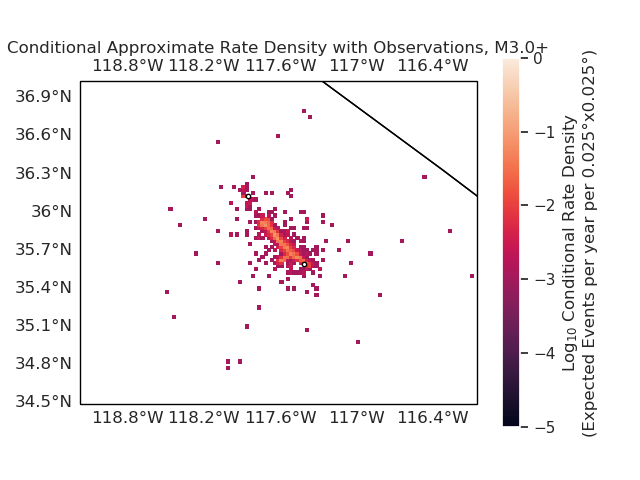 Conditional Approximate Rate Density with Observations, M3.0+
118.8°W 118.2°W 117.6°W 117°W 116.4°W
36.9°N
36.6°N
36.3°N
36°N
35.7°N
35.4°N
35.1°N
34.8°N
34.5°N
118.8°W 118.2°W 117.6°W 117°W 116.4°W
0
−1
−2
−3
−4
−5
Log₁₀ Conditional Rate Density
(Expected Events per year per 0.025°x0.025°)